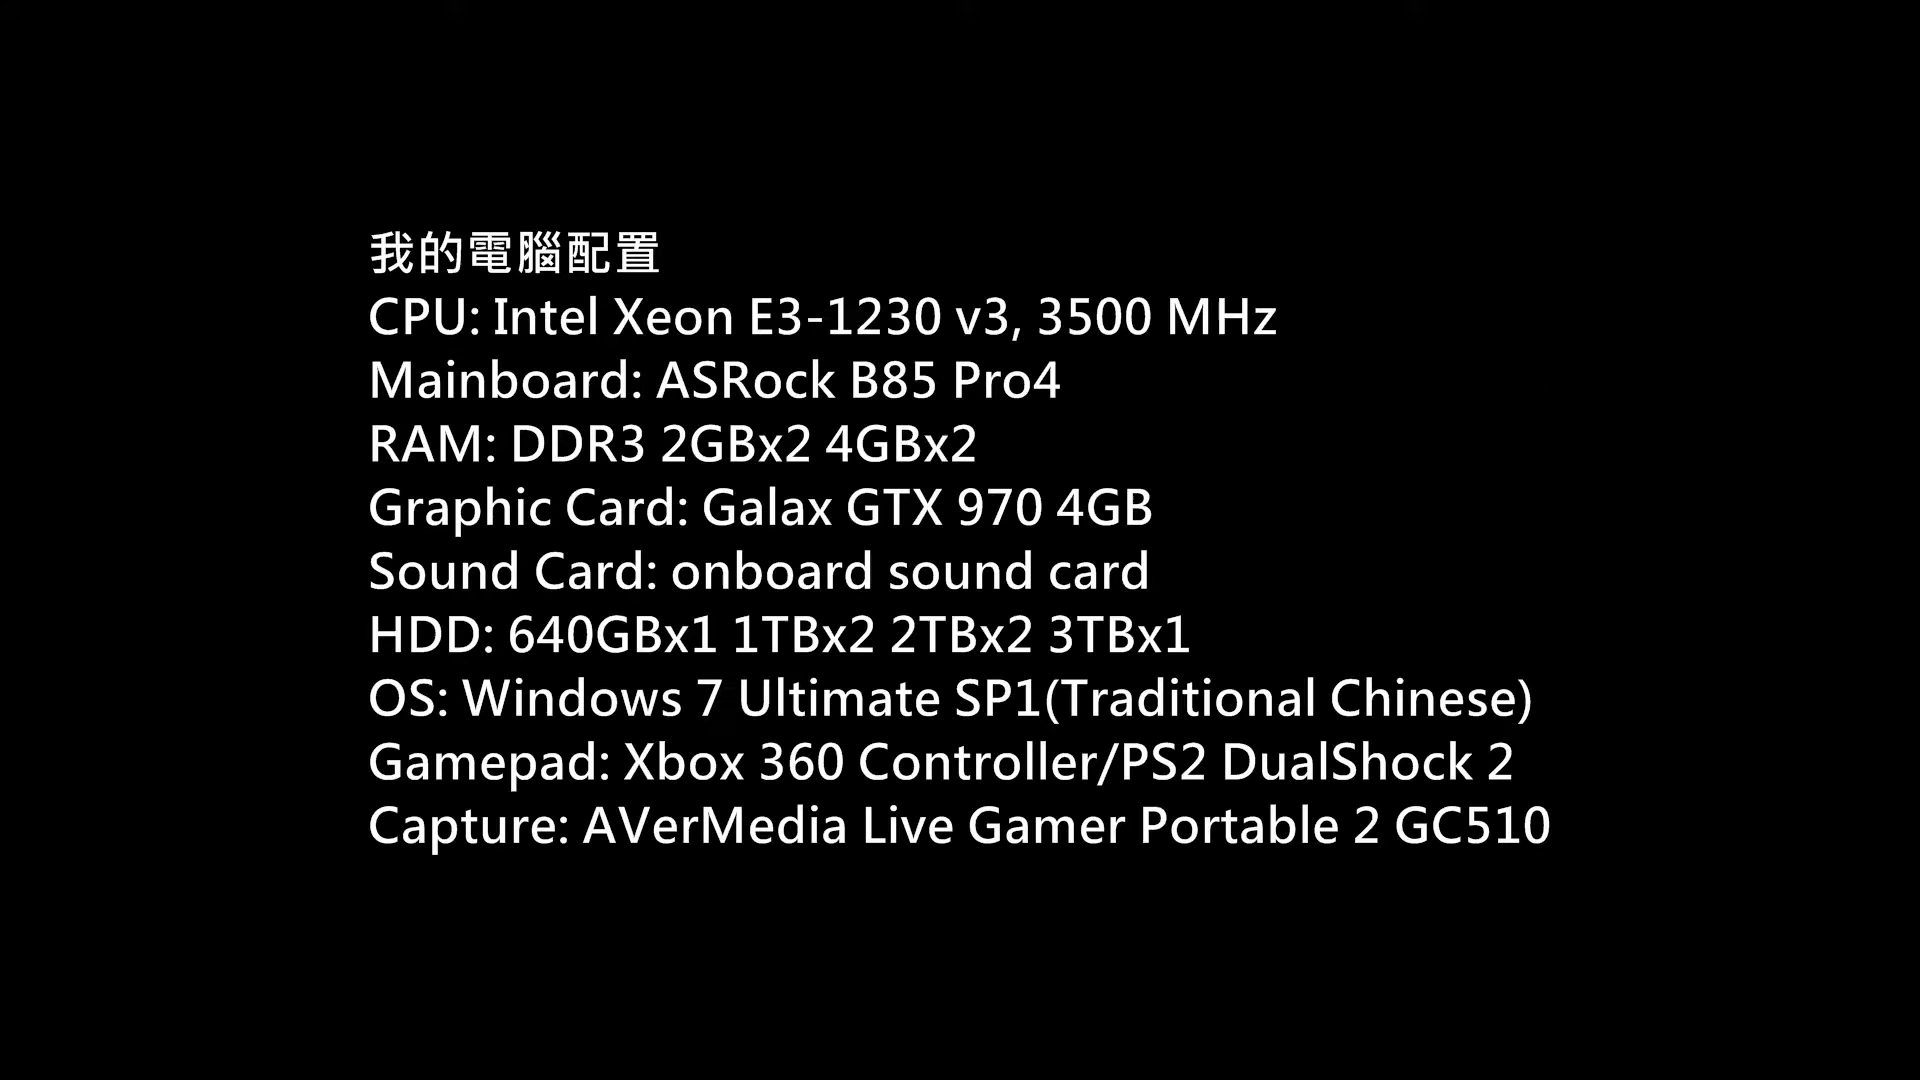 我的電腦配置
CPU: Intel Xeon E3-1230 v3, 3500 MHz
Mainboard: ASRock B85 Pro4
RAM: DDR3 2GBx2 4GBx2
Graphic Card: Galax GTX 970 4GB
Sound Card: onboard sound card
HDD: 640GBx1 1TBx2 2TBx2 3TBx1
OS: Windows 7 Ultimate SP1(Traditional Chinese)
Gamepad: Xbox 360 Controller/PS2 DualShock 2
Capture: AVerMedia Live Gamer Portable 2 GC510